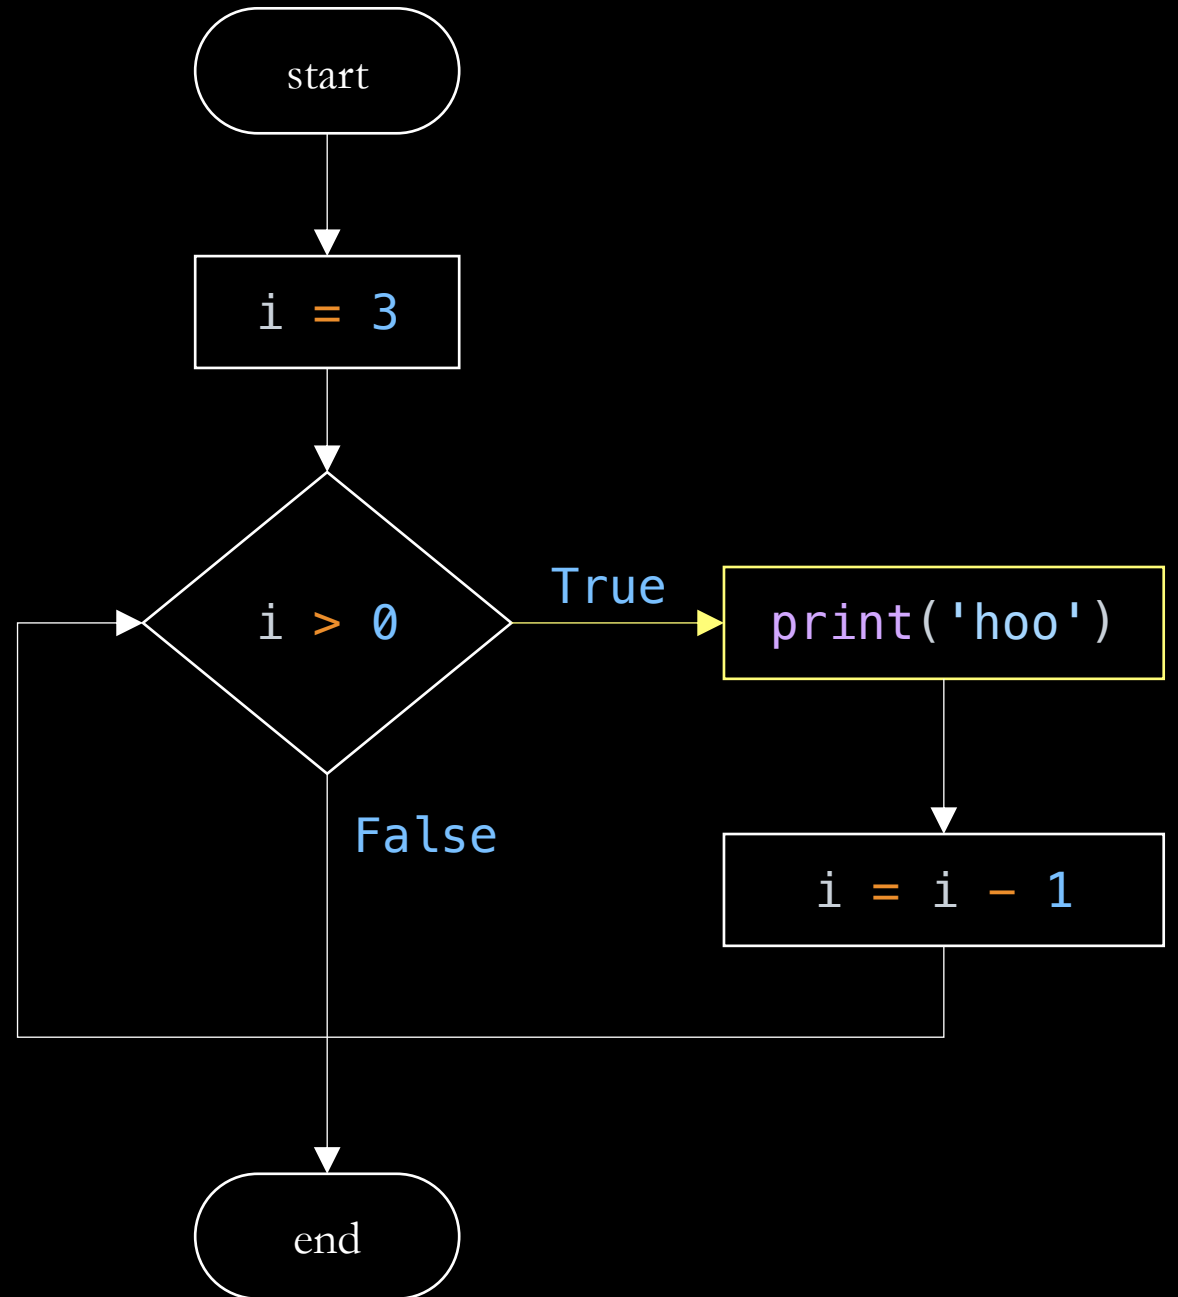 start
i = 3
i > 0
True
print('hoo')
False
i = i - 1
end